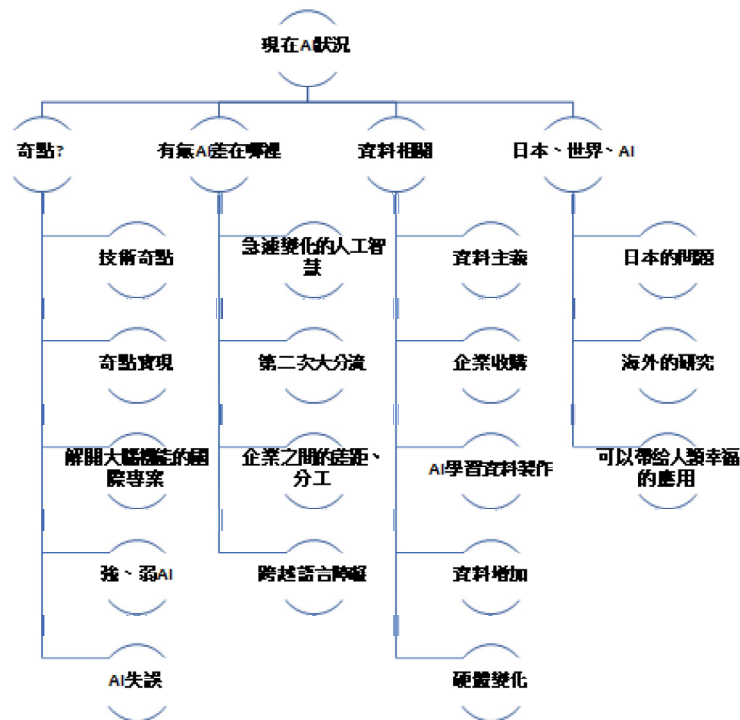 現在AI狀況
奇點?
有無AI差在哪裡
資料相關
日本、世界、AI
技術奇點
奇點實現
解開大腦機能的國
際專案
強、弱AI
AI失誤
急速變化的人工智
慧
第二次大分流
企業之間的差距、
分工
跨越語言障礙
資料主義
企業收購
AI學習資料製作
資料增加
硬體變化
日本的問題
海外的研究
可以帶給人類幸福
的應用